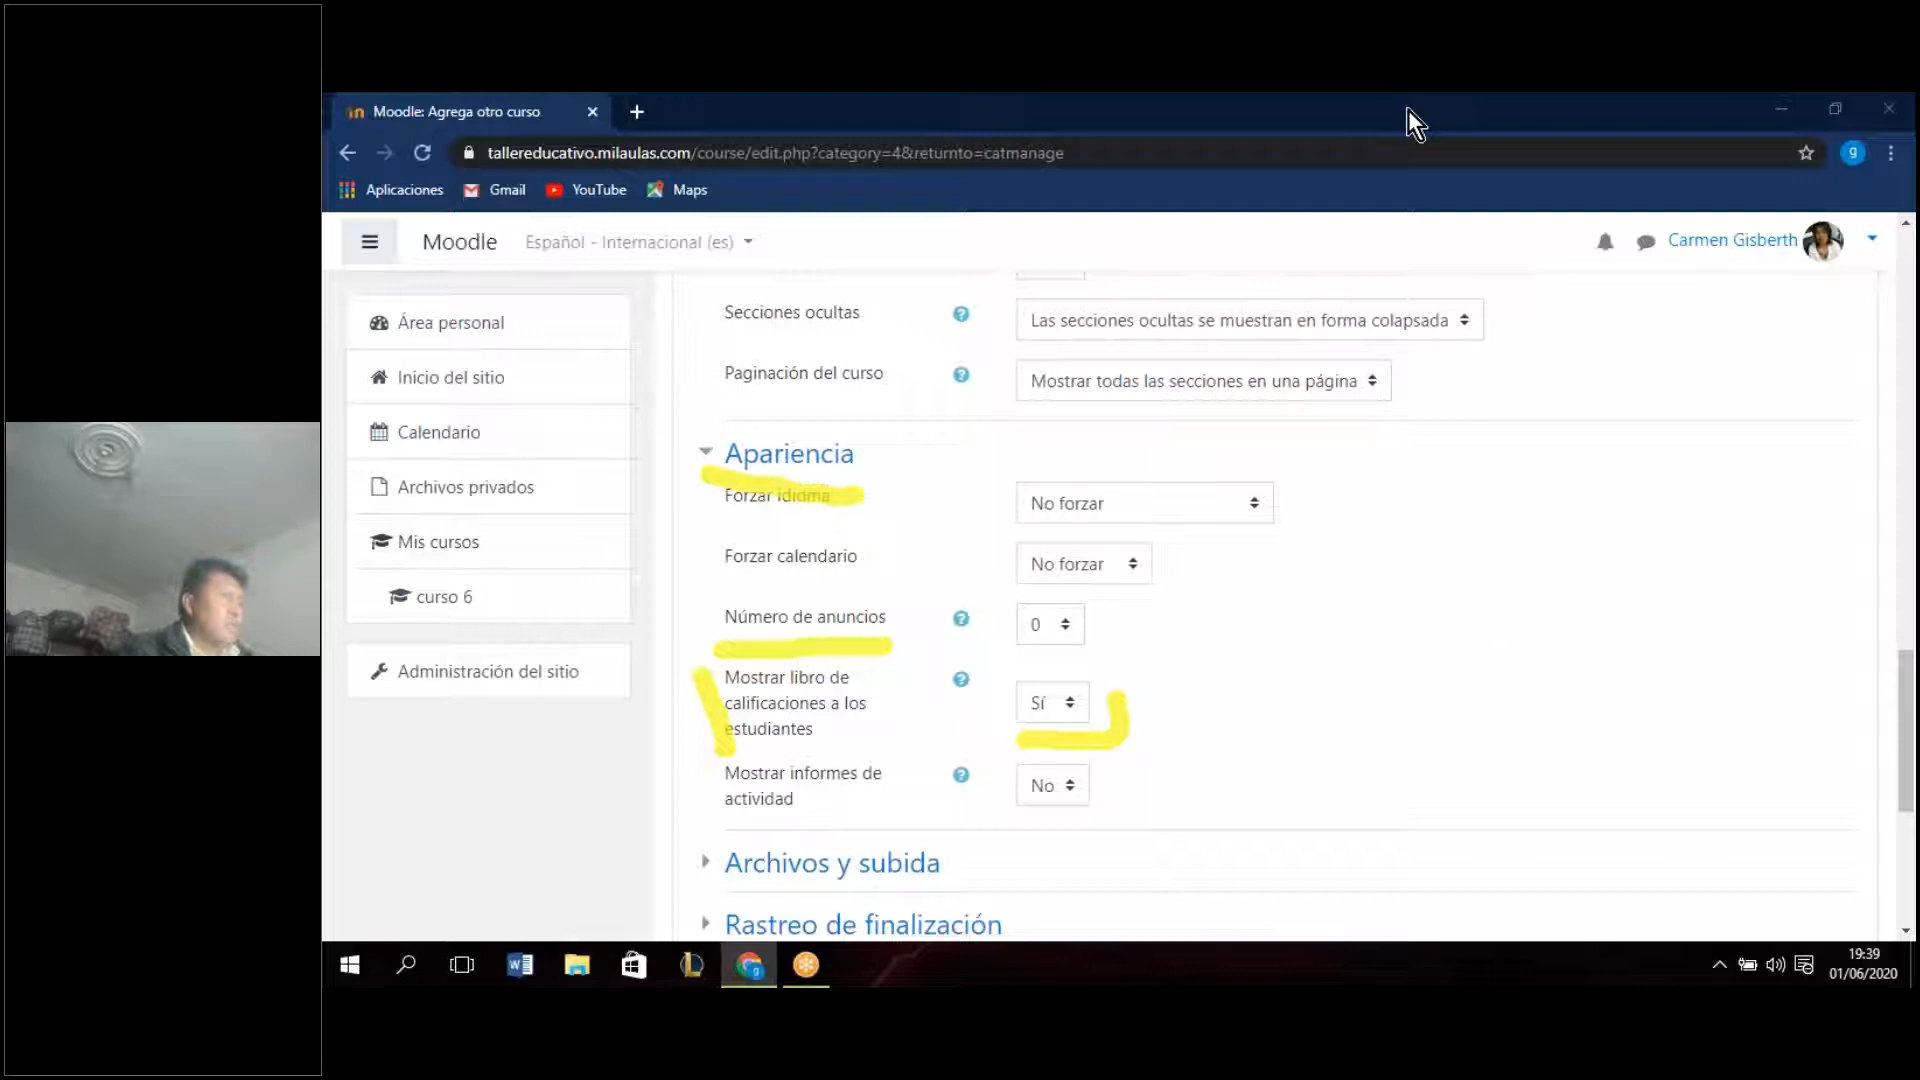 Moodle: Agrega otro curso
tallereducativo.milaulas.com/course/edit.php?category=4&returnto=catmanage
g
Aplicaciones
Gmail
YouTube
Maps
Moodle
Español - Internacional (es)
Carmen Gisberth
Área personal
Inicio del sitio
Calendario
Archivos privados
Mis cursos
curso 6
Administración del sitio
Secciones ocultas
Las secciones ocultas se muestran en forma colapsada
Paginación del curso
Mostrar todas las secciones en una página
Apariencia
Forzar idioma
No forzar
Forzar calendario
No forzar
Número de anuncios
0
Mostrar libro de
calificaciones a los
estudiantes
Sí
Mostrar informes de
actividad
No
Archivos y subida
Rastreo de finalización
19:39
01/06/2020